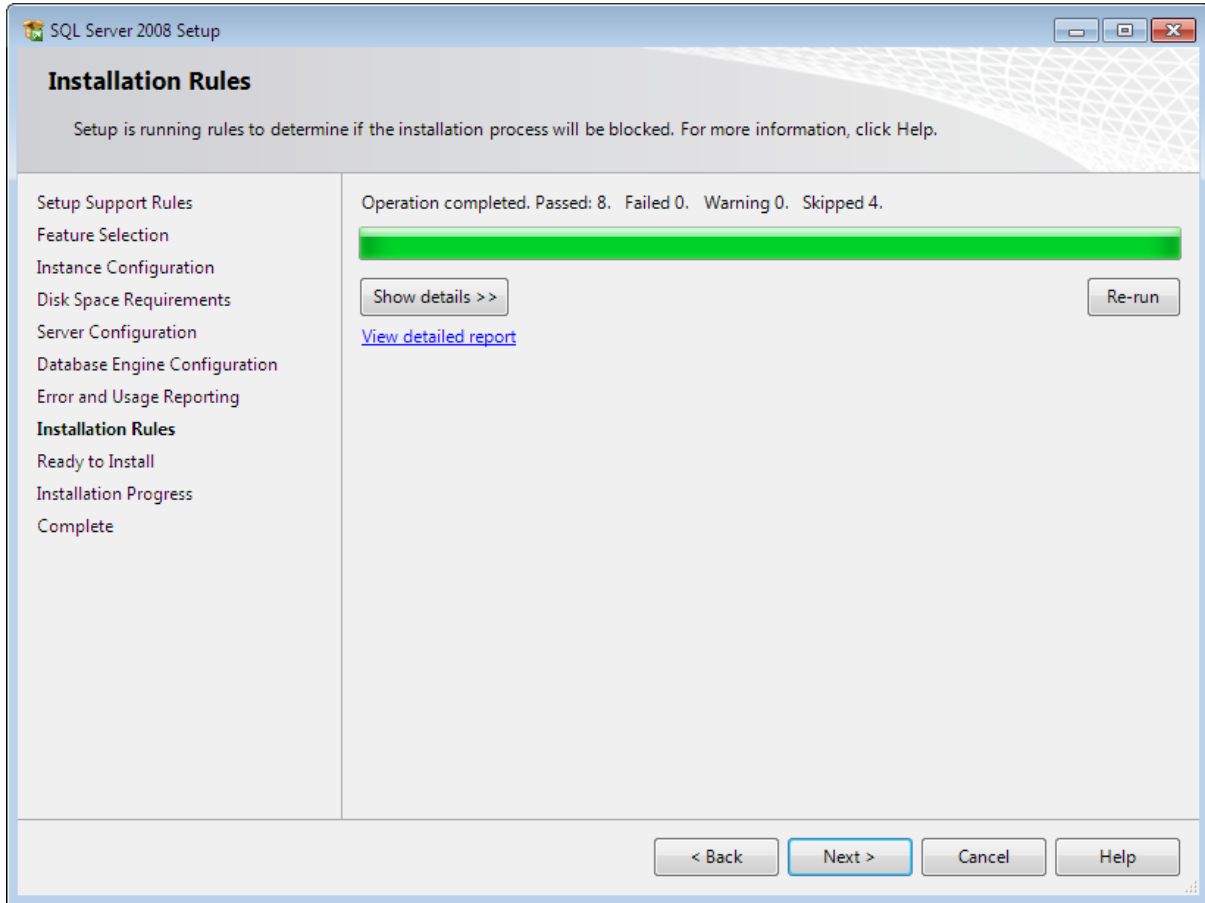 SQL Server 2008 Setup
Installation Rules
Setup is running rules to determine if the installation process will be blocked. For more information, click Help.
Setup Support Rules
Feature Selection
Instance Configuration
Disk Space Requirements
Server Configuration
Database Engine Configuration
Error and Usage Reporting
Installation Rules
Ready to Install
Installation Progress
Complete
Operation completed. Passed: 8.   Failed 0.   Warning 0.   Skipped 4.
Show details >>
Re-run
View detailed report
< Back
Next >
Cancel
Help